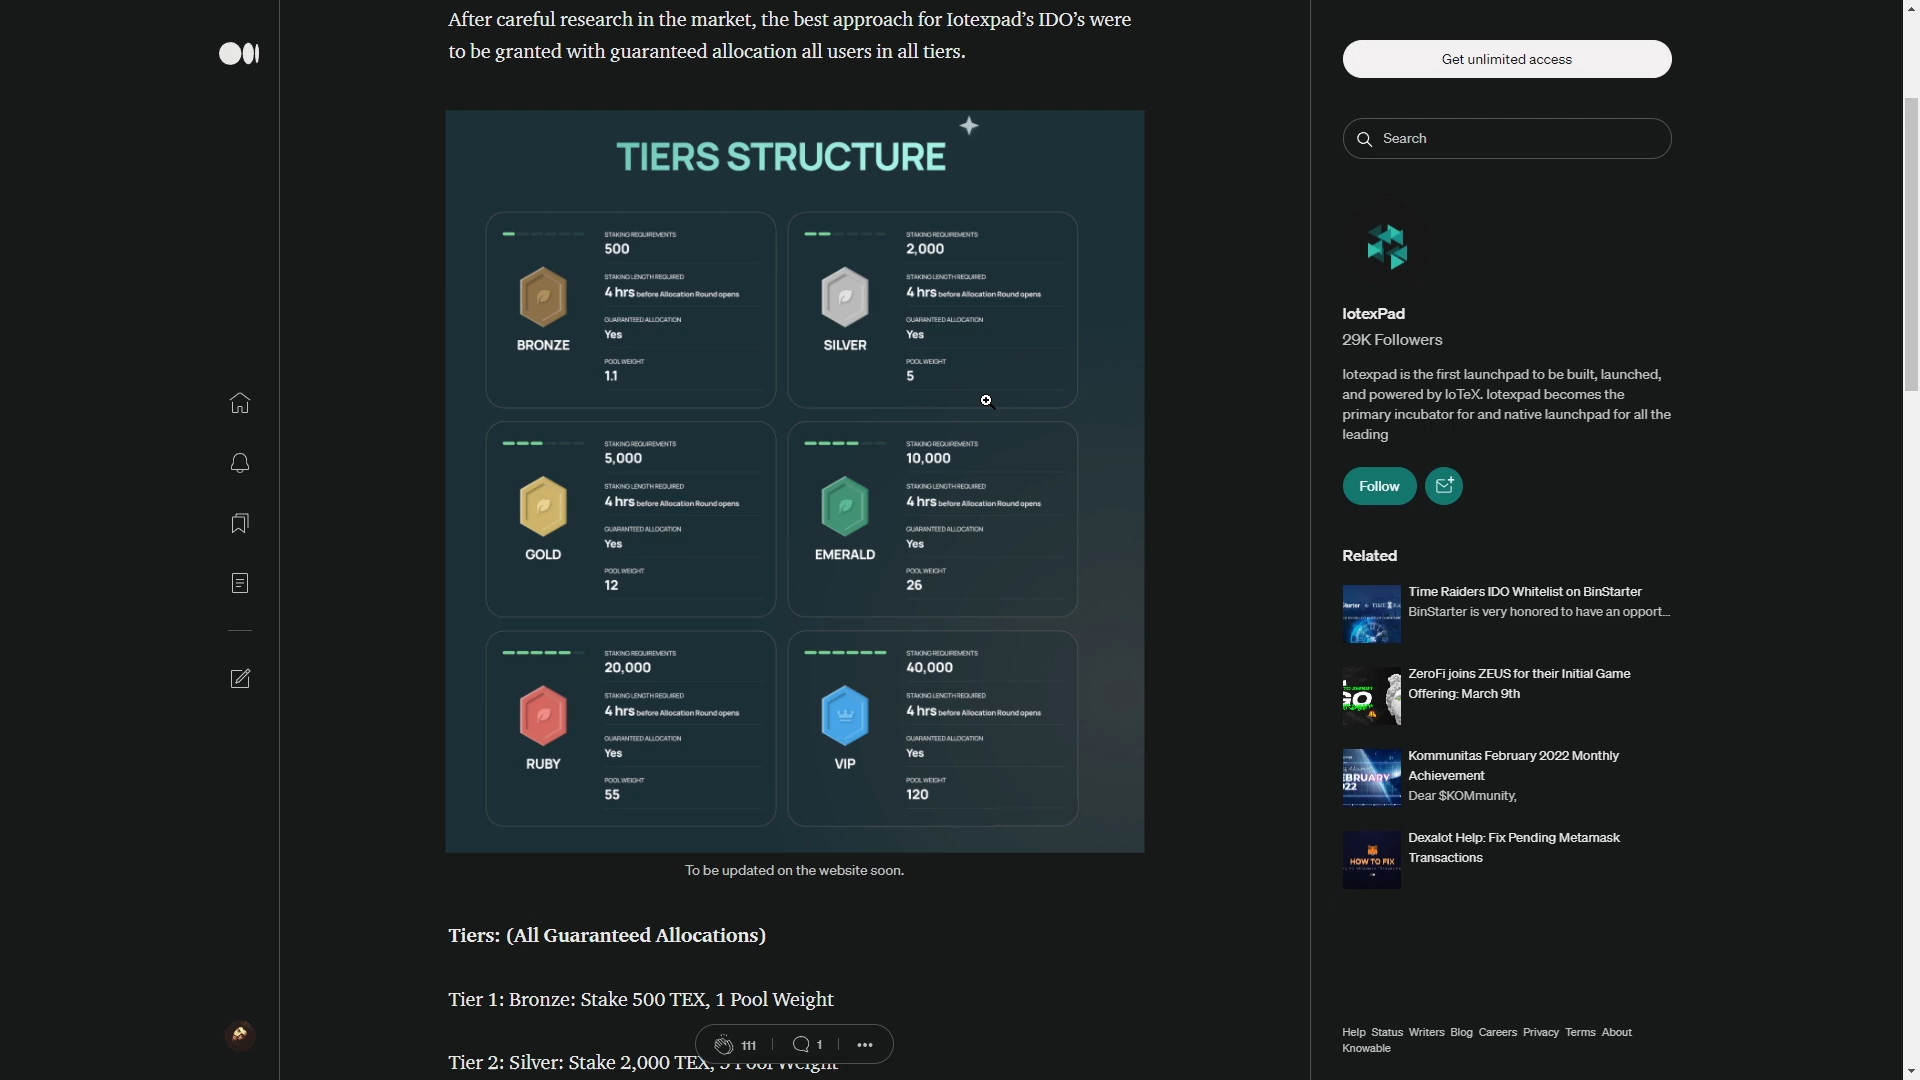 After careful research in the market, the best approach for Iotexpad's IDO's were
to be granted with guaranteed allocation all users in all tiers.
TIERS STRUCTURE
STAKING REQUIREMENTS
500
STAKING LENGTH REQUIRED
4 hrs before Allocation Round opens
GUARANTEED ALLOCATION
Yes
POOL WEIGHT
1.1
BRONZE
STAKING REQUIREMENTS
2,000
STAKING LENGTH REQUIRED
4 hrs before Allocation Round opens
GUARANTEED ALLOCATION
Yes
POOL WEIGHT
5
SILVER
STAKING REQUIREMENTS
5,000
STAKING LENGTH REQUIRED
4 hrs before Allocation Round opens
GUARANTEED ALLOCATION
Yes
POOL WEIGHT
12
GOLD
STAKING REQUIREMENTS
10,000
STAKING LENGTH REQUIRED
4 hrs before Allocation Round opens
GUARANTEED ALLOCATION
Yes
POOL WEIGHT
26
EMERALD
STAKING REQUIREMENTS
20,000
STAKING LENGTH REQUIRED
4 hrs before Allocation Round opens
GUARANTEED ALLOCATION
Yes
POOL WEIGHT
55
RUBY
STAKING REQUIREMENTS
40,000
STAKING LENGTH REQUIRED
4 hrs before Allocation Round opens
GUARANTEED ALLOCATION
Yes
POOL WEIGHT
120
VIP
To be updated on the website soon.
Tiers: (All Guaranteed Allocations)
Tier 1: Bronze: Stake 500 TEX, 1 Pool Weight
Tier 2: Silver: Stake 2,000 TEX, 5 Pool Weight
111
1
Get unlimited access
Search
IotexPad
29K Followers
Iotexpad is the first launchpad to be built, launched,
and powered by IoTeX. Iotexpad becomes the
primary incubator for and native launchpad for all the
leading
Follow
Related
Time Raiders IDO Whitelist on BinStarter
BinStarter is very honored to have an opport...
ZeroFi joins ZEUS for their Initial Game
Offering: March 9th
Kommunitas February 2022 Monthly
Achievement
Dear $KOMmunity,
Dexalot Help: Fix Pending Metamask
Transactions
HOW TO FIX
Help Status Writers Blog Careers Privacy Terms About
Knowable